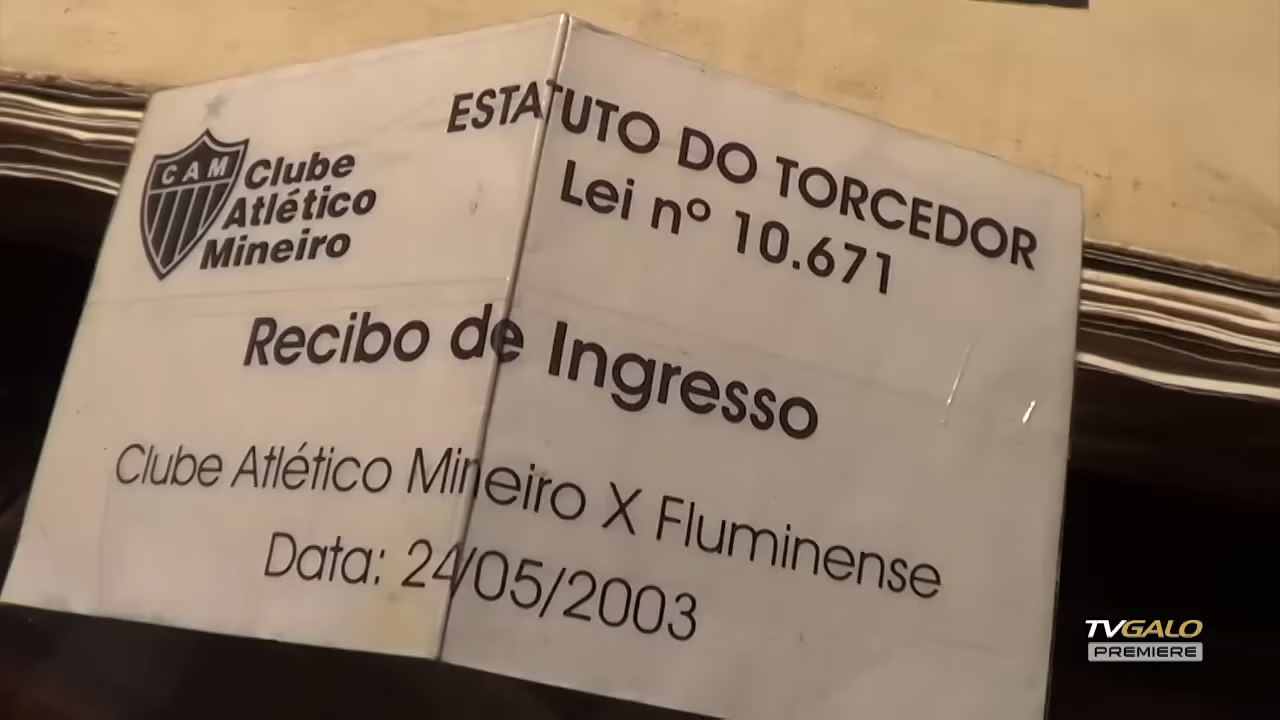 ESTATUTO DO TORCEDOR
Lei nº 10.671
CAM
Clube
Atlético
Mineiro
Recibo de Ingresso
Clube Atlético Mineiro X Fluminense
Data: 24/05/2003
TVGALO
PREMIERE